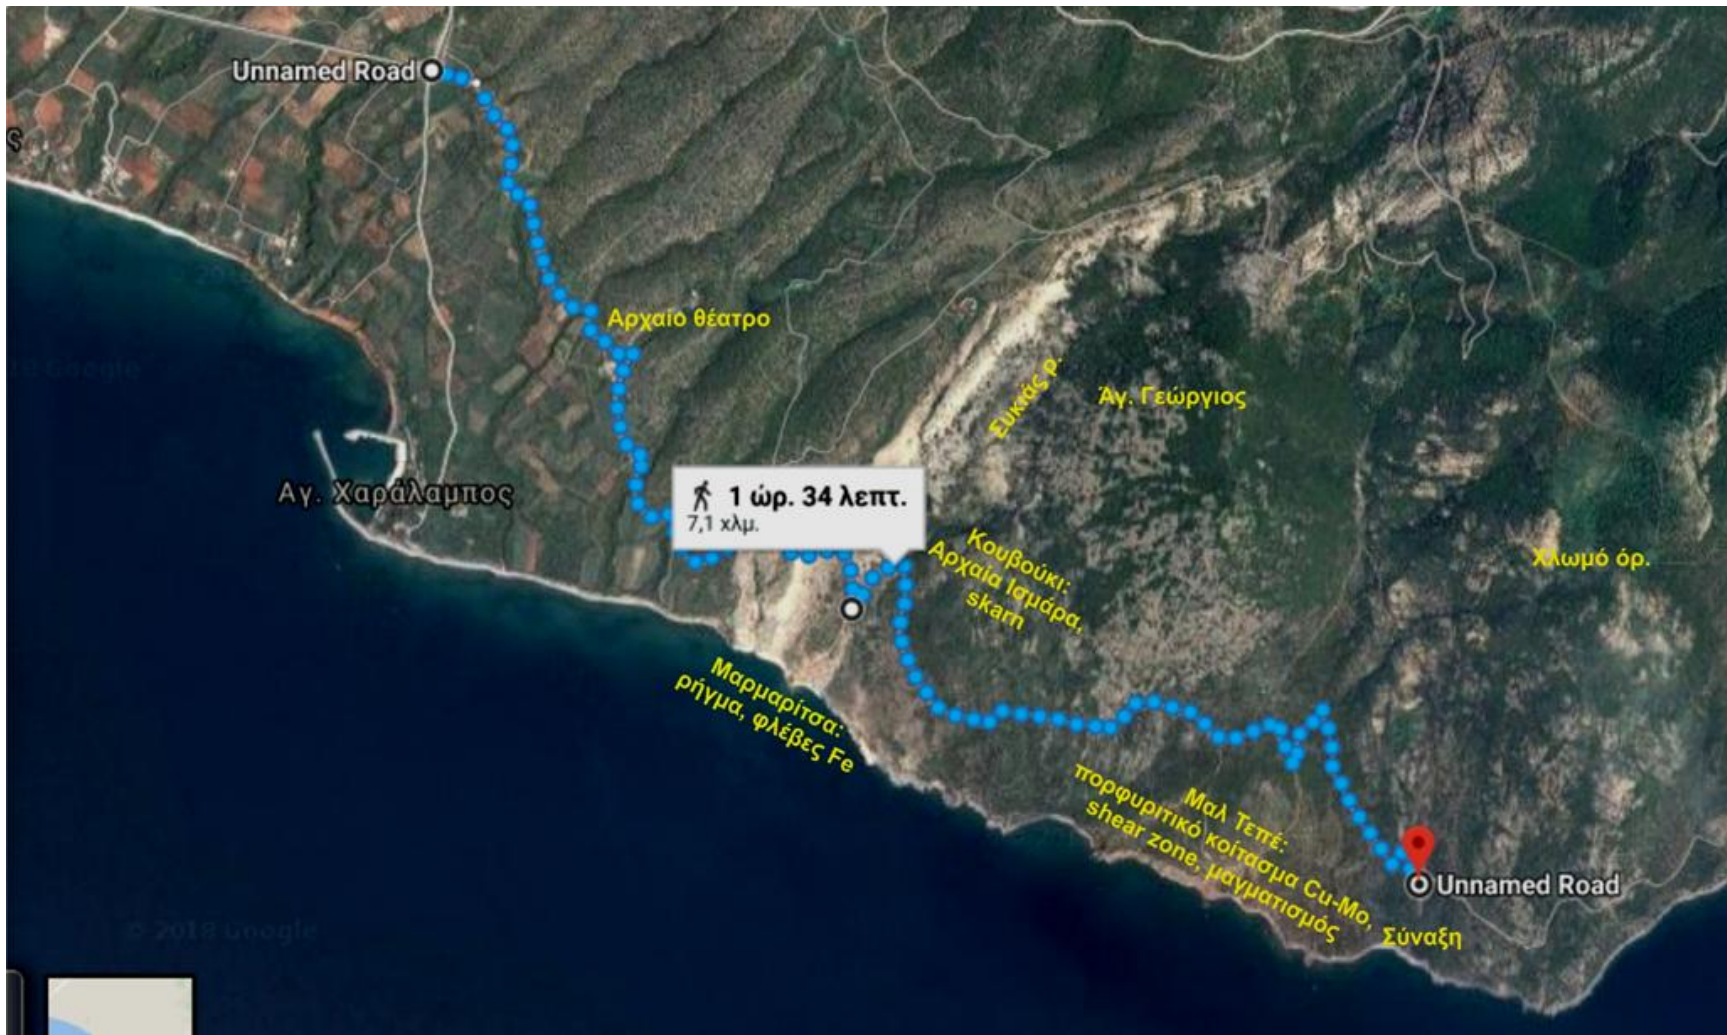 Unnamed Road
ς
Αρχαίο θέατρο
Συκιάς ρ.
Άγ. Γεώργιος
Αγ. Χαράλαμπος
1 ώρ. 34 λεπτ.
7,1 χλμ.
Κουβούκι:
Αρχαία Ισμάρα,
skarn
Χλωμό όρ.
Μαρμαρίτσα:
ρήγμα, φλέβες Fe
Μαλ Τεπέ:
πορφυριτικό κοίτασμα Cu-Mo,
shear zone, μαγματισμός
Unnamed Road
Σύναξη
© 2018 Google